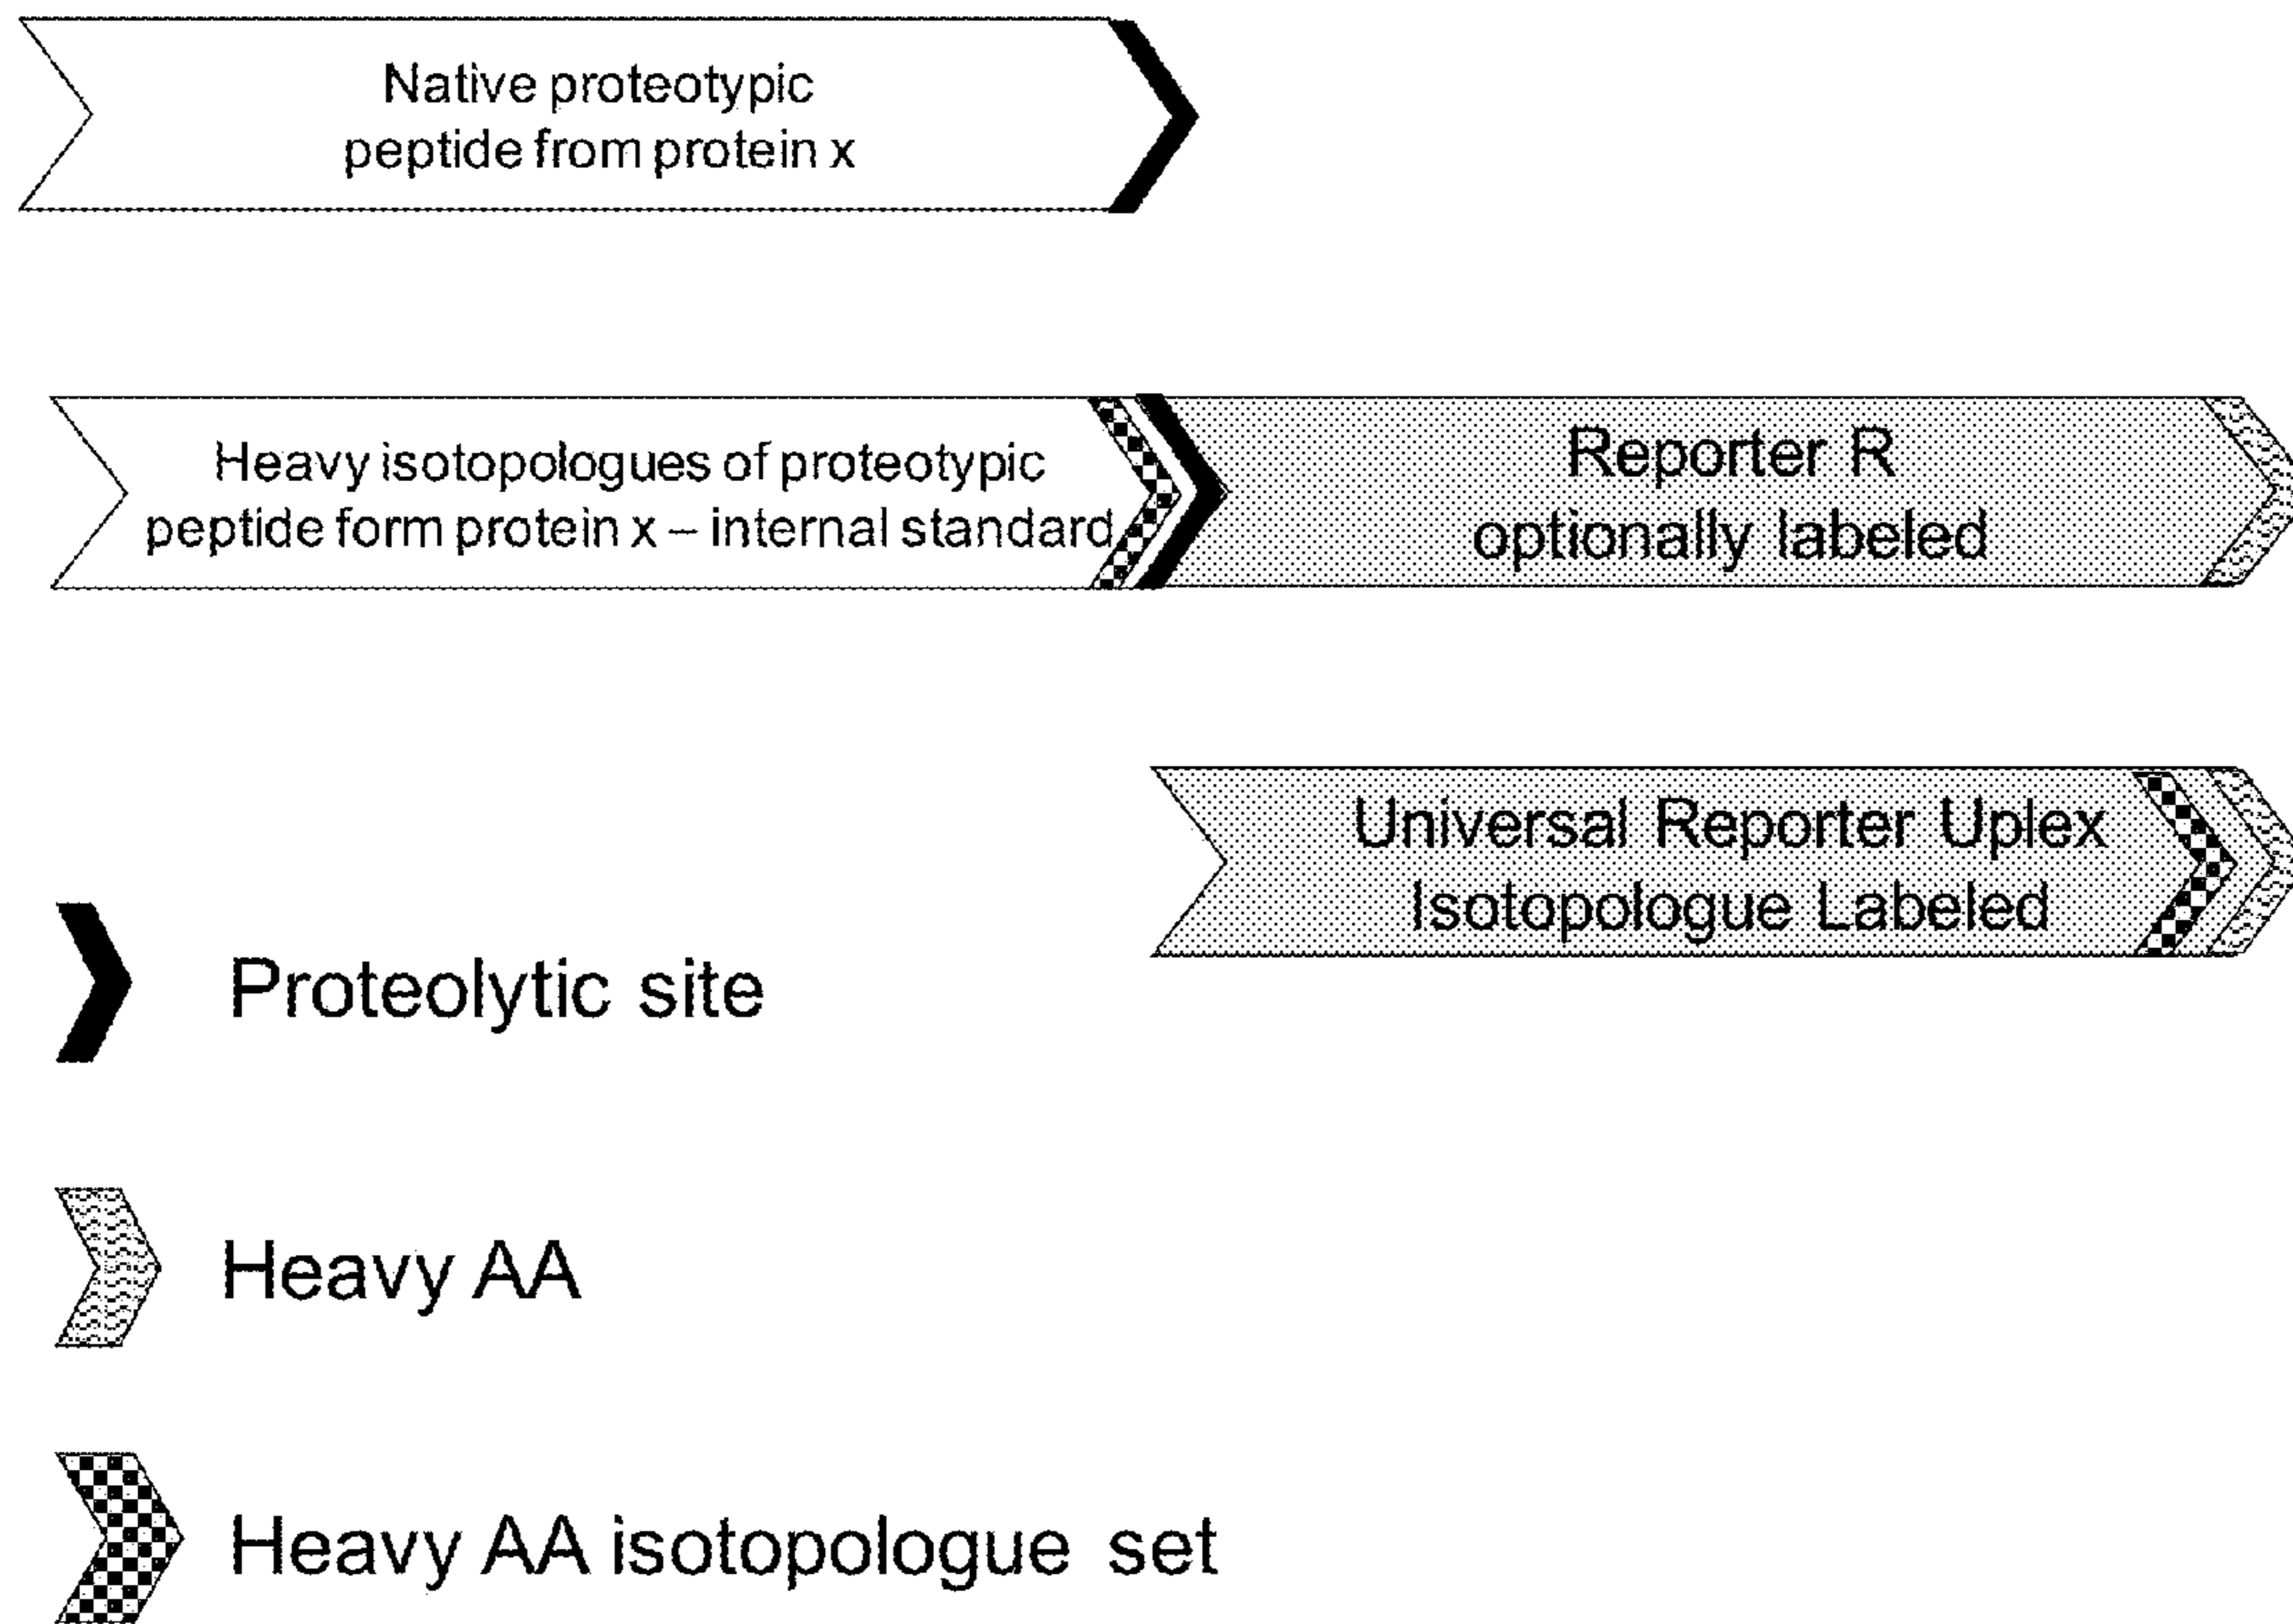 Native proteotypic
peptide from protein x
Heavy isotopologues of proteotypic
peptide form protein x – internal standard
Reporter R
optionally labeled
Universal Reporter Uplex
Isotopologue Labeled
Proteolytic site
Heavy AA
Heavy AA isotopologue set